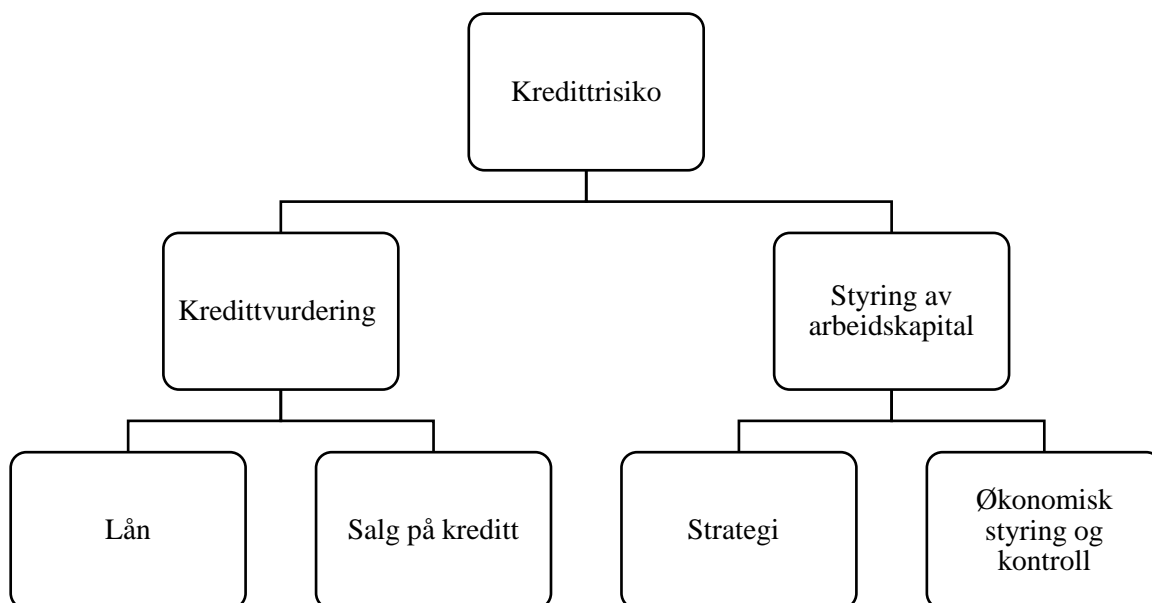 Kredittrisiko
Kredittvurdering
Styring av
arbeidskapital
Lån
Salg på kreditt
Strategi
Økonomisk
styring og
kontroll